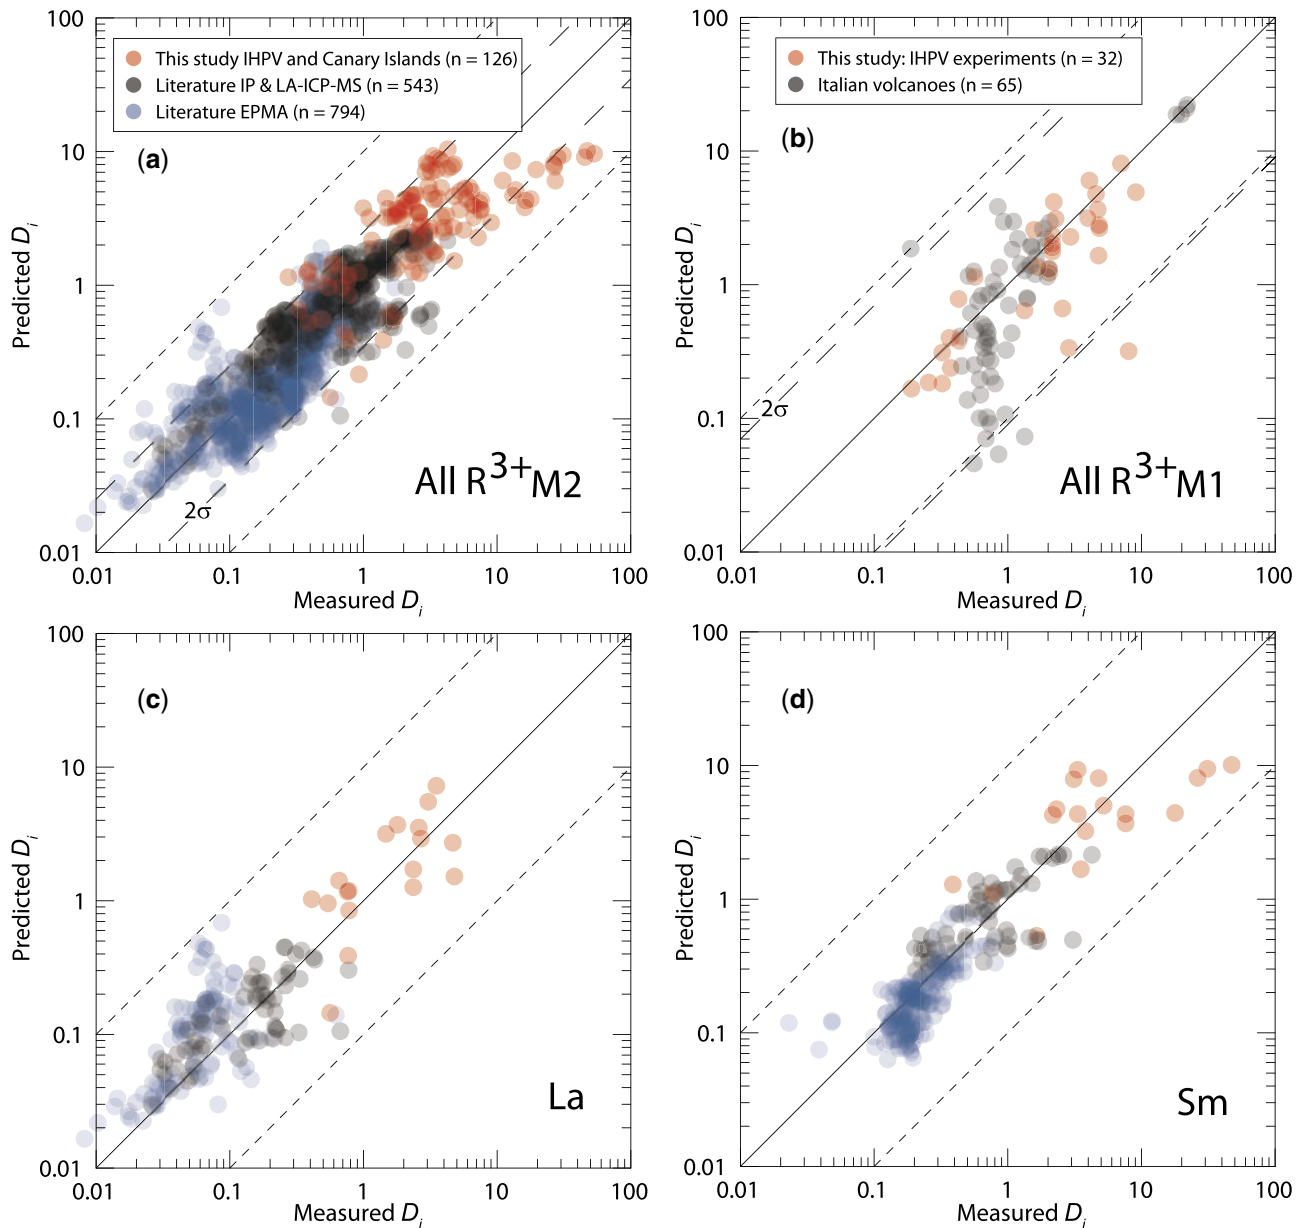 100
10
1
0.1
0.01
0.01
0.1
1
10
100
Predicted Di
Measured Di
This study IHPV and Canary Islands (n = 126)
Literature IP & LA-ICP-MS (n = 543)
Literature EPMA (n = 794)
(a)
2σ
All R3+M2
100
10
1
0.1
0.01
0.01
0.1
1
10
100
Predicted Di
Measured Di
This study: IHPV experiments (n = 32)
Italian volcanoes (n = 65)
(b)
2σ
All R3+M1
100
10
1
0.1
0.01
0.01
0.1
1
10
100
Predicted Di
Measured Di
(c)
La
100
10
1
0.1
0.01
0.01
0.1
1
10
100
Predicted Di
Measured Di
(d)
Sm